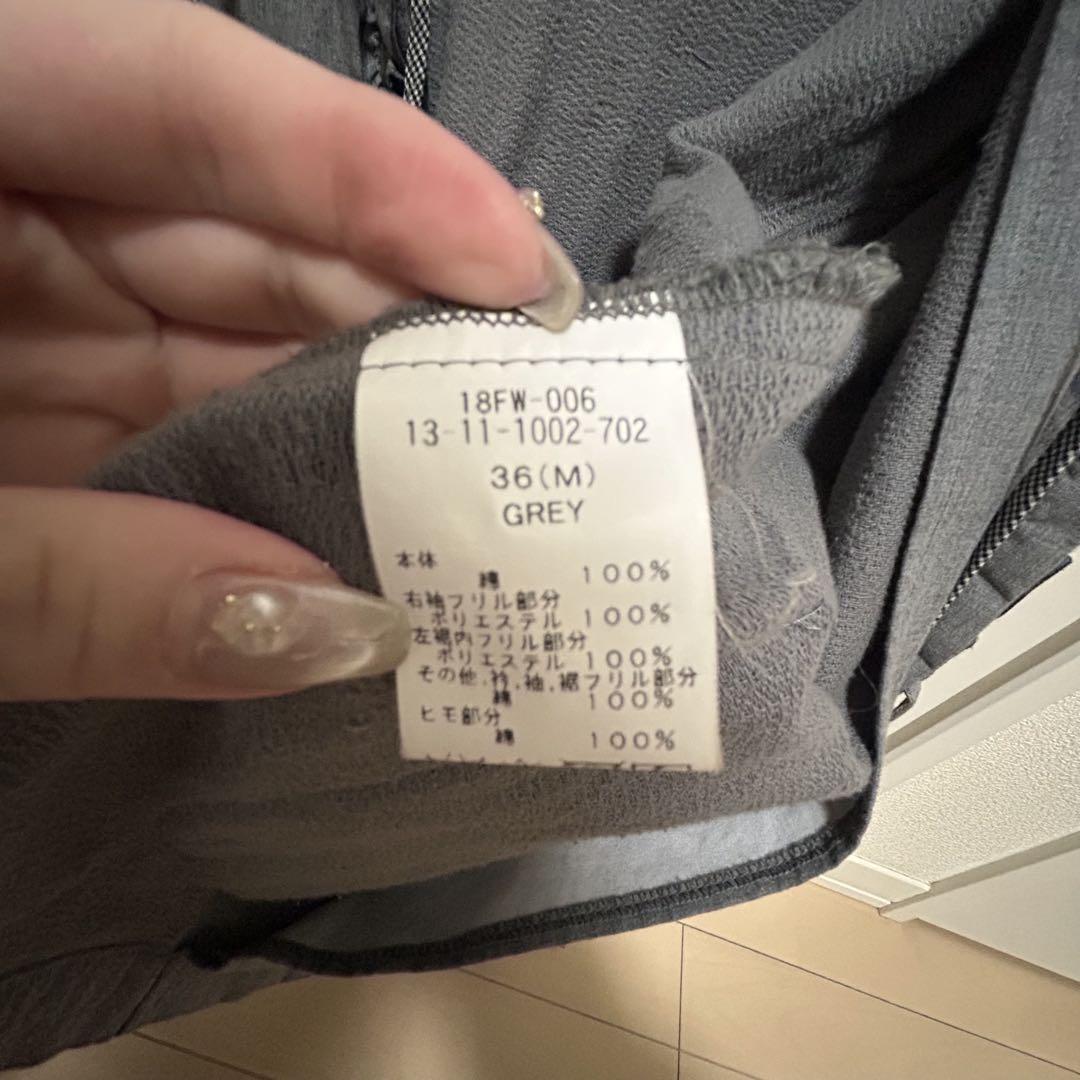 18FW-006
13-11-1002-702
36(M)
GREY
本体
綿 100%
右袖フリル部分
ポリエステル 100%
左裾内フリル部分
ポリエステル 100%
その他,衿,袖,裾フリル部分
綿 100%
ヒモ部分
綿 100%